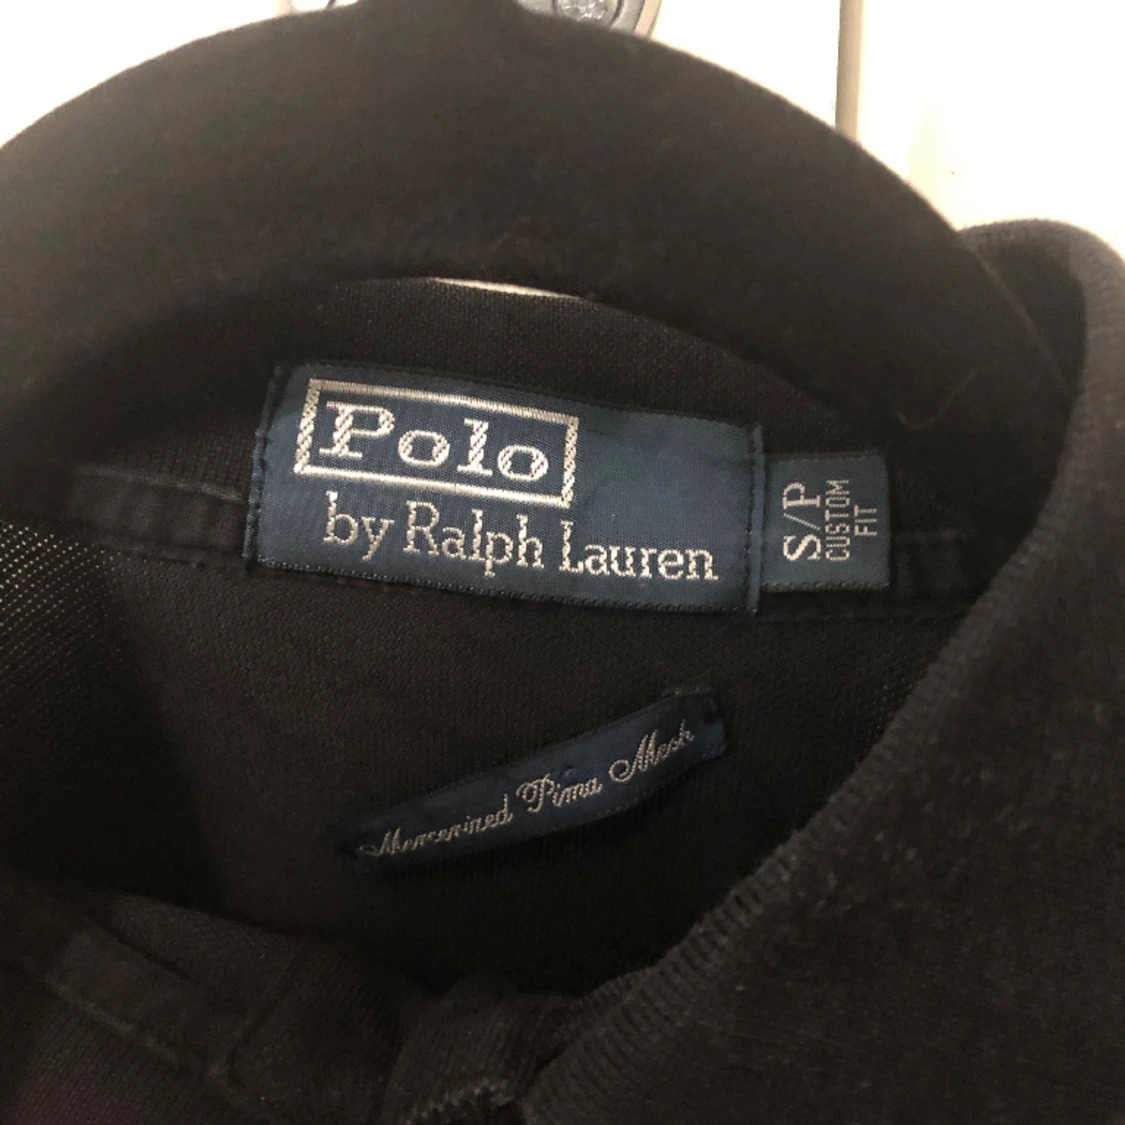 Polo
by Ralph Lauren
S/P
CUSTOM
FIT
Mercerized Pima Mesh